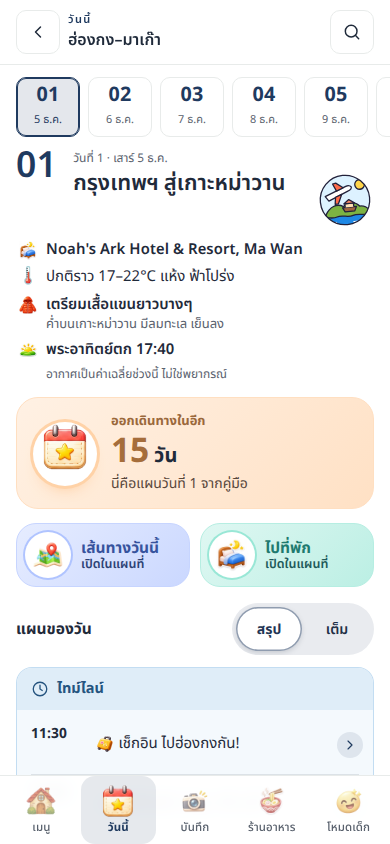 วันนี้
ฮ่องกง–มาเก๊า
01
5 ธ.ค.
02
6 ธ.ค.
03
7 ธ.ค.
04
8 ธ.ค.
05
9 ธ.ค.
01
วันที่ 1 · เสาร์ 5 ธ.ค.
กรุงเทพฯ สู่เกาะหม่าวาน
Noah's Ark Hotel & Resort, Ma Wan
ปกติราว 17–22°C แห้ง ฟ้าโปร่ง
เตรียมเสื้อแขนยาวบางๆ
ค่ำบนเกาะหม่าวาน มีลมทะเล เย็นลง
พระอาทิตย์ตก 17:40
อากาศเป็นค่าเฉลี่ยช่วงนี้ ไม่ใช่พยากรณ์
ออกเดินทางในอีก
15 วัน
นี่คือแผนวันที่ 1 จากคู่มือ
เส้นทางวันนี้
เปิดในแผนที่
ไปที่พัก
เปิดในแผนที่
แผนของวัน
สรุป
เต็ม
ไทม์ไลน์
11:30
เช็กอิน ไปฮ่องกงกัน!
เมนู
วันนี้
บันทึก
ร้านอาหาร
โหมดเด็ก